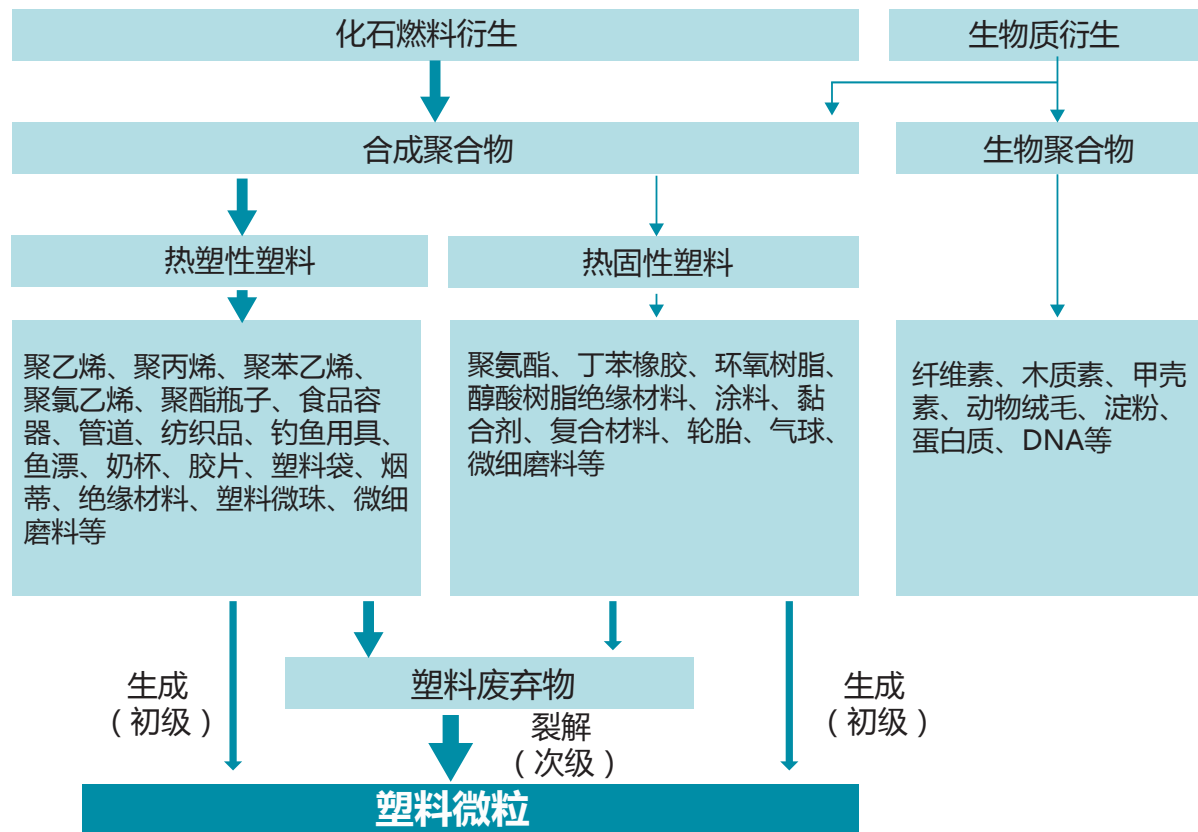 化石燃料衍生
生物质衍生
合成聚合物
生物聚合物
热塑性塑料
热固性塑料
聚乙烯、聚丙烯、聚苯乙烯、
聚氯乙烯、聚酯瓶子、食品容
器、管道、纺织品、钓鱼用具、
鱼漂、奶杯、胶片、塑料袋、烟
蒂、绝缘材料、塑料微珠、微细
磨料等
聚氨酯、丁苯橡胶、环氧树脂、
醇酸树脂绝缘材料、涂料、黏
合剂、复合材料、轮胎、气球、
微细磨料等
纤维素、木质素、甲壳
素、动物绒毛、淀粉、
蛋白质、DNA等
塑料废弃物
生成
（初级）
裂解
（次级）
生成
（初级）
塑料微粒